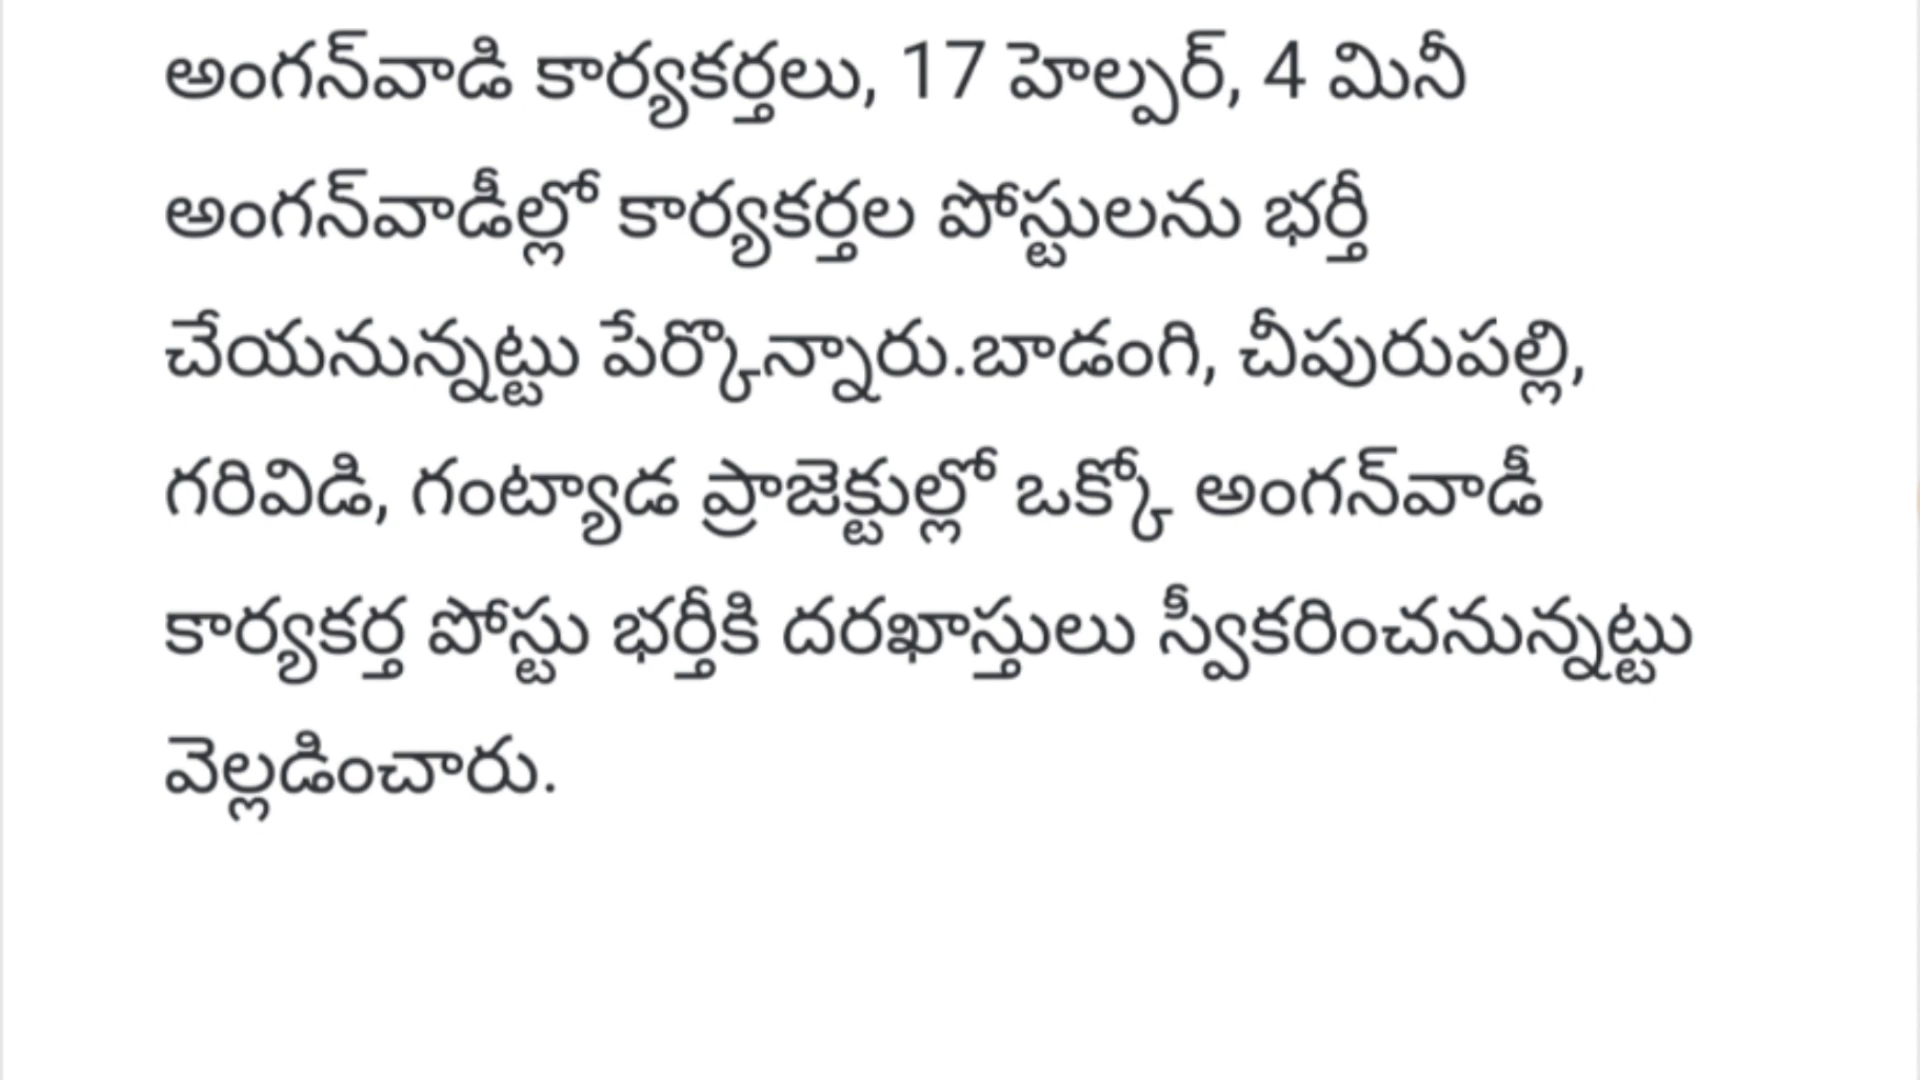 అంగన్‌వాడి కార్యకర్తలు, 17 హెల్పర్, 4 మినీ
అంగన్‌వాడీల్లో కార్యకర్తల పోస్టులను భర్తీ
చేయనున్నట్టు పేర్కొన్నారు.బాడంగి, చీపురుపల్లి,
గరివిడి, గంట్యాడ ప్రాజెక్టుల్లో ఒక్కో అంగన్‌వాడీ
కార్యకర్త పోస్టు భర్తీకి దరఖాస్తులు స్వీకరించనున్నట్టు
వెల్లడించారు.